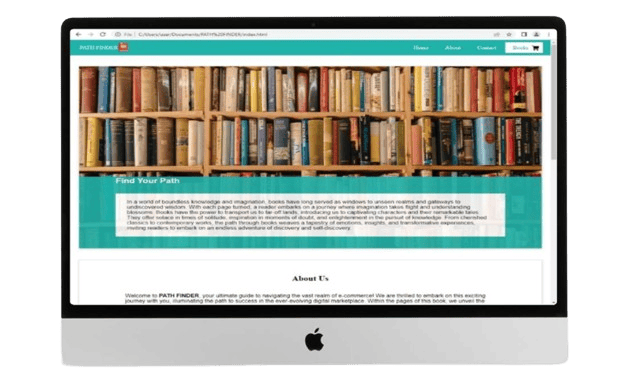 File C:/Users/user/Documents/PATH%20FINDER/index.html
PATH FINDER
Home About Contact Books
Find Your Path
In a world of boundless knowledge and imagination, books have long served as windows to unseen realms and gateways to
undiscovered wisdom. With each page turned, a reader embarks on a journey where imagination takes flight and understanding
blossoms. Books have the power to transport us to far-off lands, introducing us to captivating characters and their remarkable tales.
They offer solace in times of solitude, inspiration in moments of doubt, and enlightenment in the pursuit of knowledge. From cherished
classics to contemporary works, the path through books weaves a tapestry of emotions, insights, and transformative experiences,
inviting readers to embark on an endless adventure of discovery and self-discovery.
About Us
Welcome to PATH FINDER, your ultimate guide to navigating the vast realm of e-commerce! We are thrilled to embark on this exciting
journey with you, illuminating the path to success in the ever-evolving digital marketplace. Within the pages of this book, we unveil the